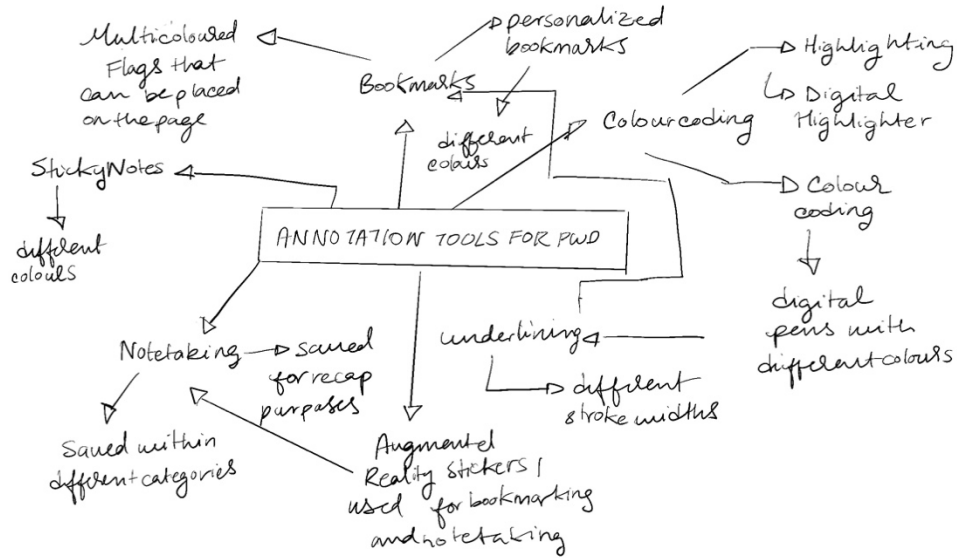 Multicoloured
Flags that
can be placed
on the page
Bookmarks
personalized
bookmarks
different
colours
Colourcoding
Highlighting
Digital
Highlighter
Colour
coding
digital
pens with
different colours
StickyNotes
different
colours
ANNOTATION TOOLS FOR PWD
Notetaking
saved
for recap
purposes
Saved within
different categories
underlining
different
stroke widths
Augmented
Reality Stickers /
used for bookmarking
and notetaking